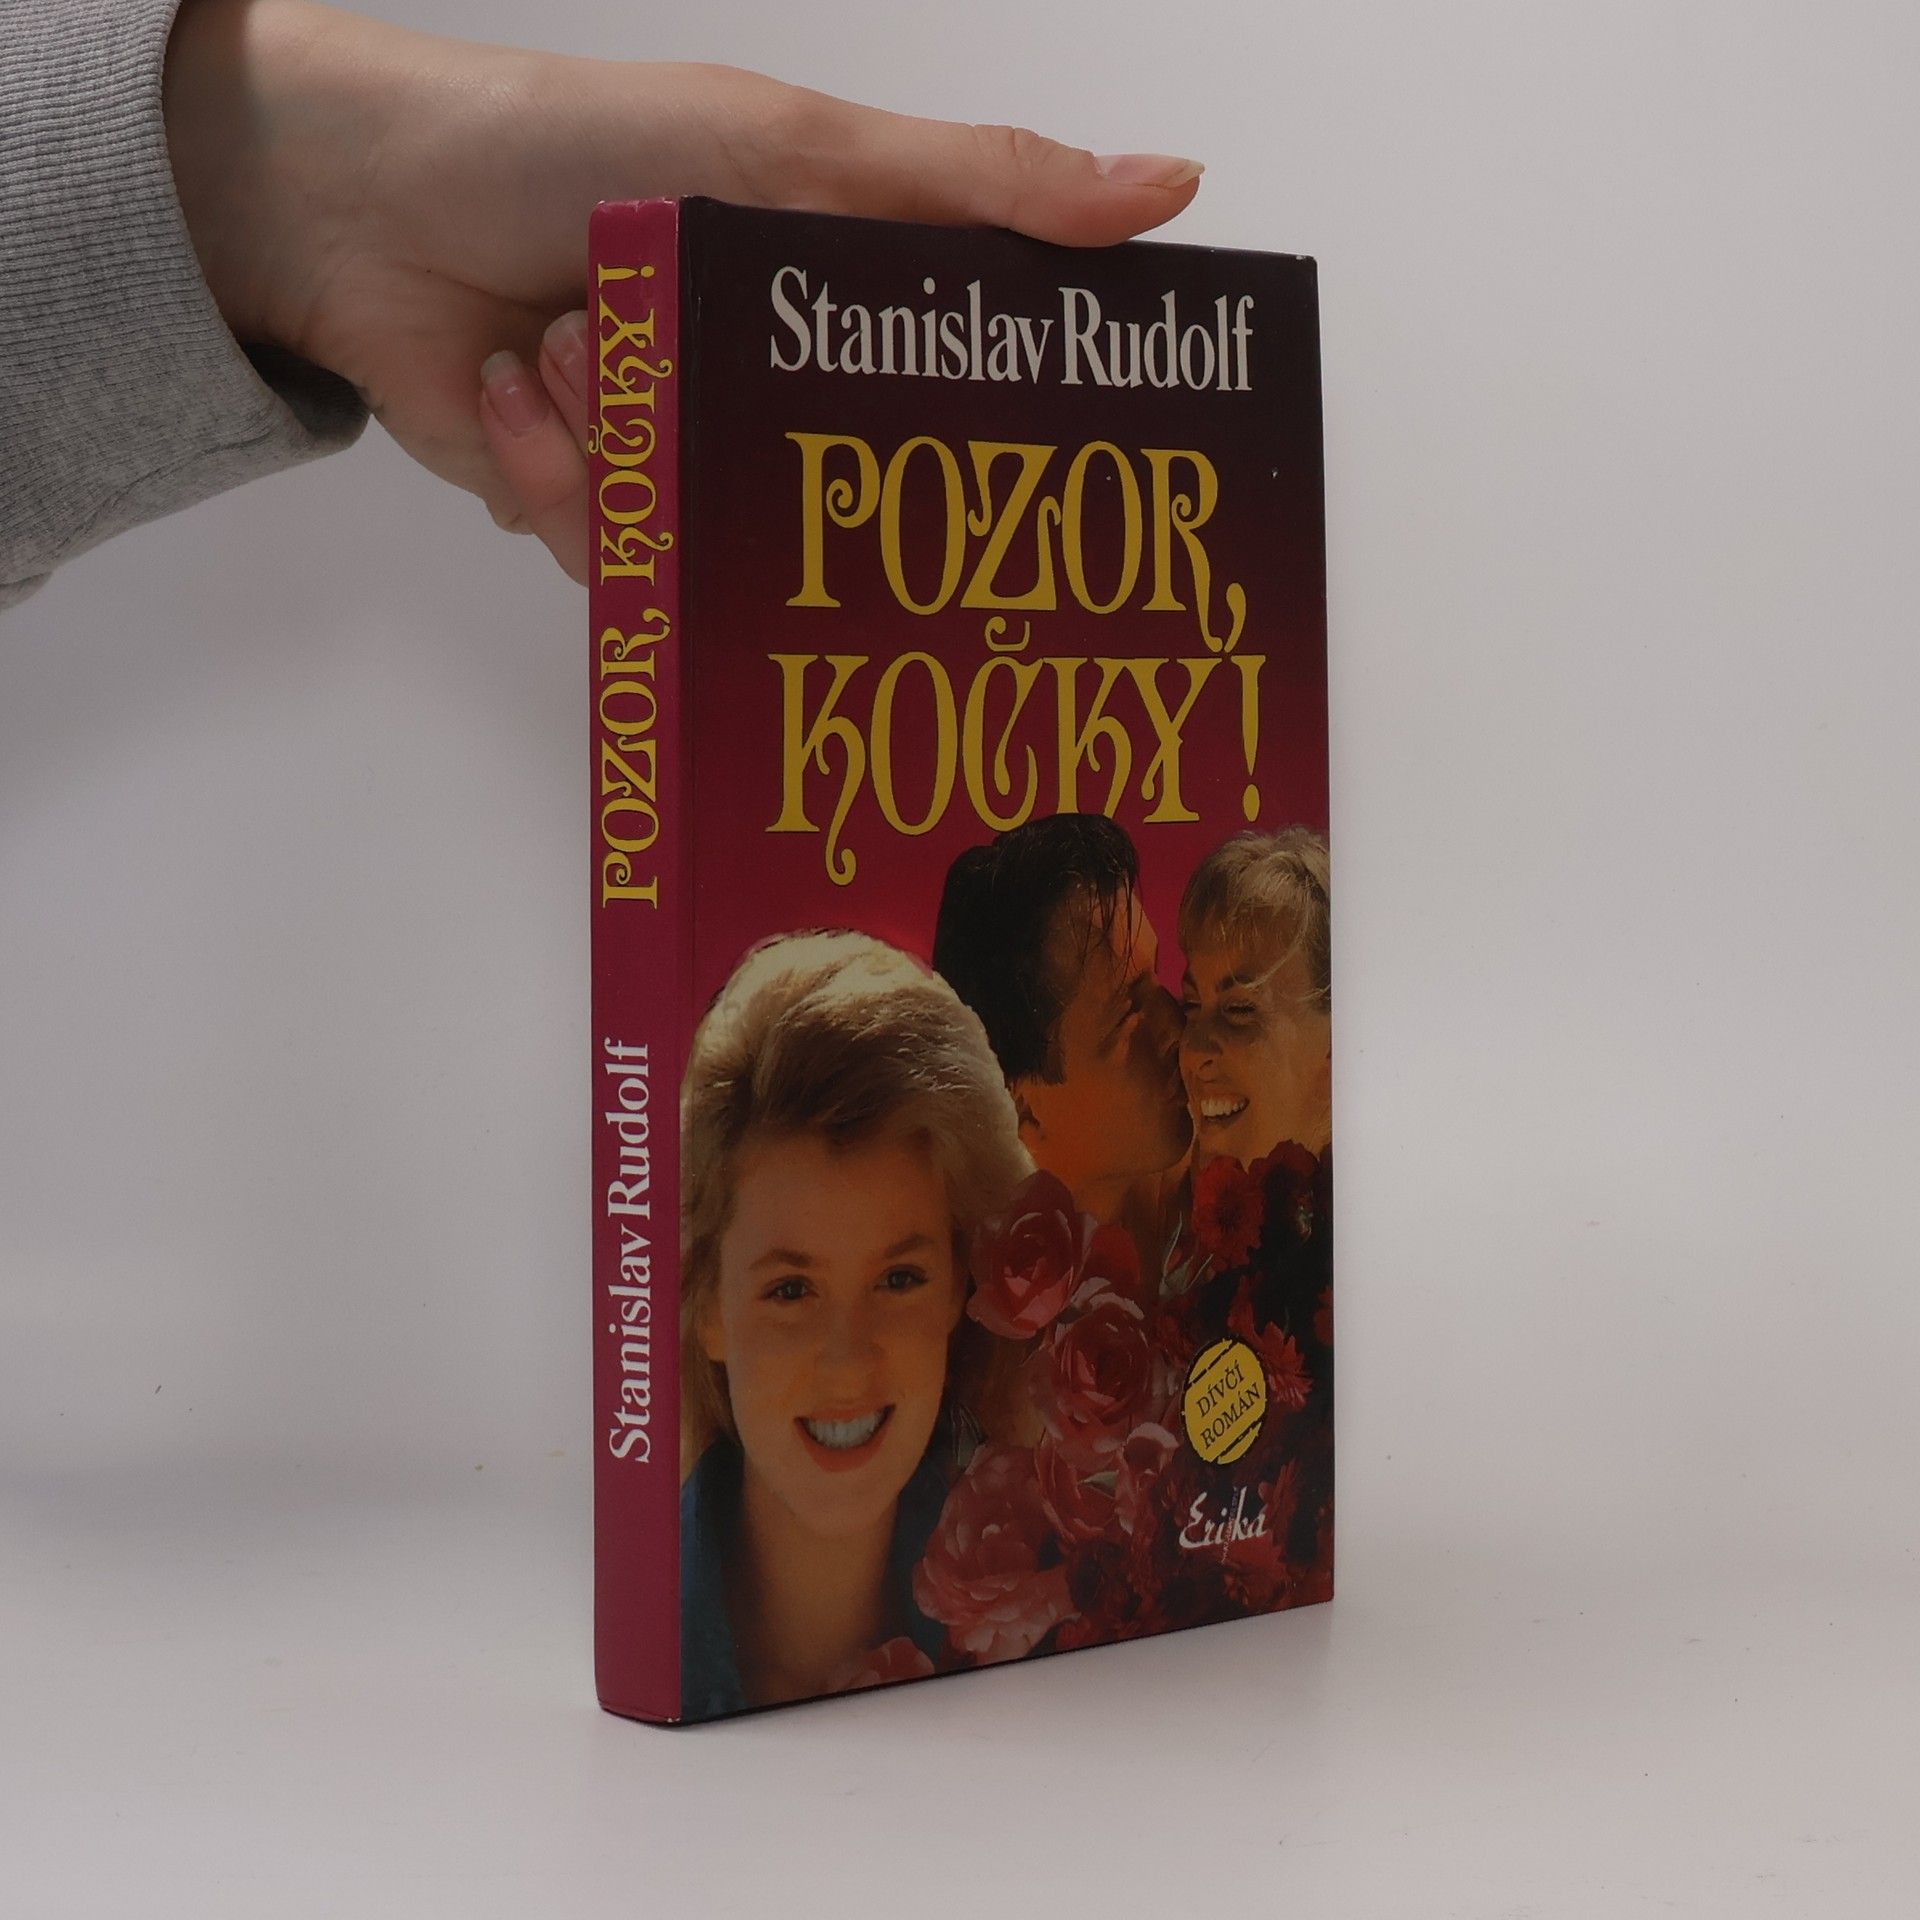 POZOR, KOČKY!
Stanislav Rudolf
Stanislav Rudolf
POZOR,
KOČKY!
DÍVČÍ
ROMÁN
Erika